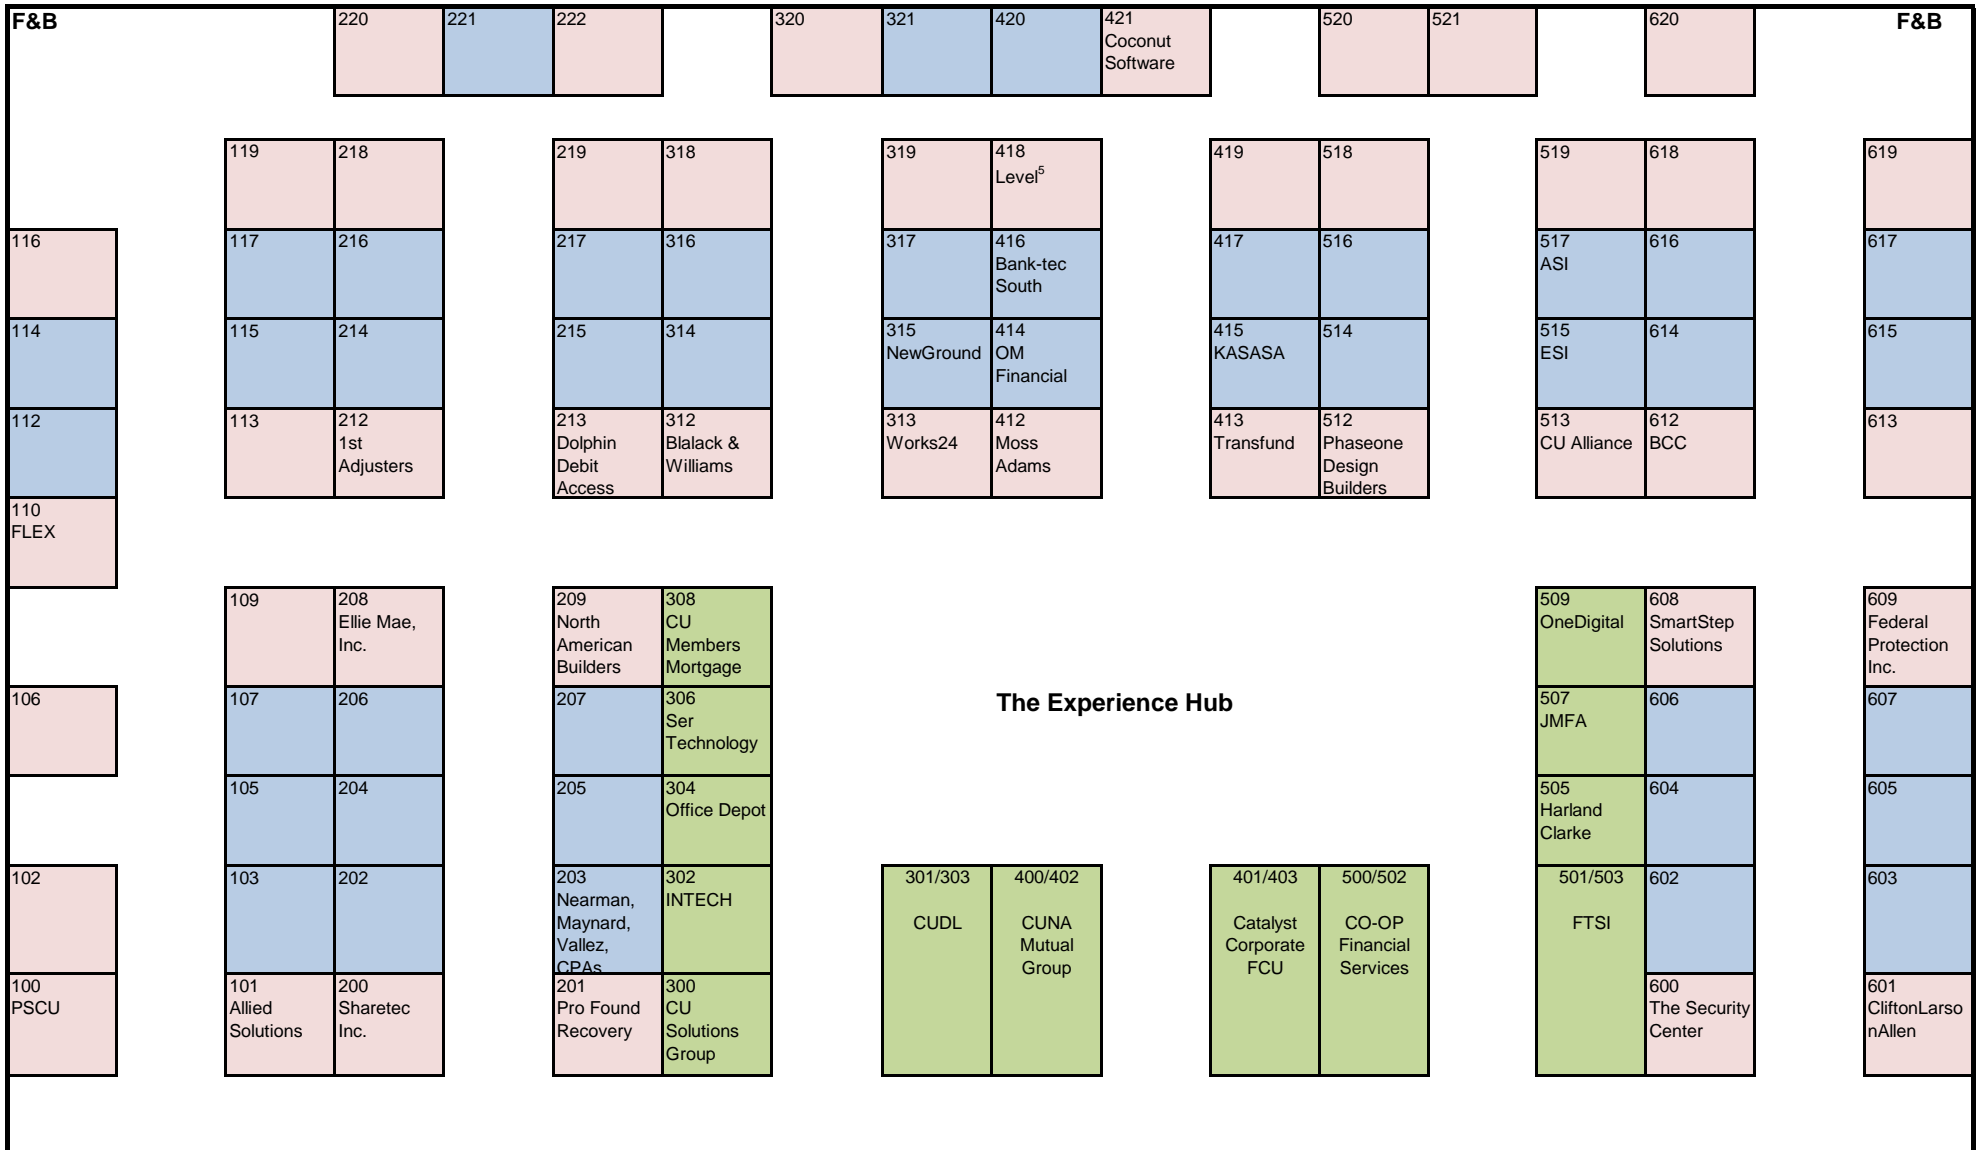 F&B
220
221
222
320
321
420
421
Coconut
Software
520
521
620
F&B
119
218
219
318
319
418
Level⁵
419
518
519
618
619
116
117
216
217
316
317
416
Bank-tec
South
417
516
517
ASI
616
617
114
115
214
215
314
315
NewGround
414
OM
Financial
415
KASASA
514
515
ESI
614
615
112
113
212
1st
Adjusters
213
Dolphin
Debit
Access
312
Blalack &
Williams
313
Works24
412
Moss
Adams
413
Transfund
512
Phaseone
Design
Builders
513
CU Alliance
612
BCC
613
110
FLEX
109
208
Ellie Mae,
Inc.
209
North
American
Builders
308
CU
Members
Mortgage
509
OneDigital
608
SmartStep
Solutions
609
Federal
Protection
Inc.
106
107
206
207
306
Ser
Technology
The Experience Hub
507
JMFA
606
607
105
204
205
304
Office Depot
505
Harland
Clarke
604
605
102
103
202
203
Nearman,
Maynard,
Vallez,
CPAs
302
INTECH
301/303
CUDL
400/402
CUNA
Mutual
Group
401/403
Catalyst
Corporate
FCU
500/502
CO-OP
Financial
Services
501/503
FTSI
602
603
100
PSCU
101
Allied
Solutions
200
Sharetec
Inc.
201
Pro Found
Recovery
300
CU
Solutions
Group
600
The Security
Center
601
CliftonLarso
nAllen